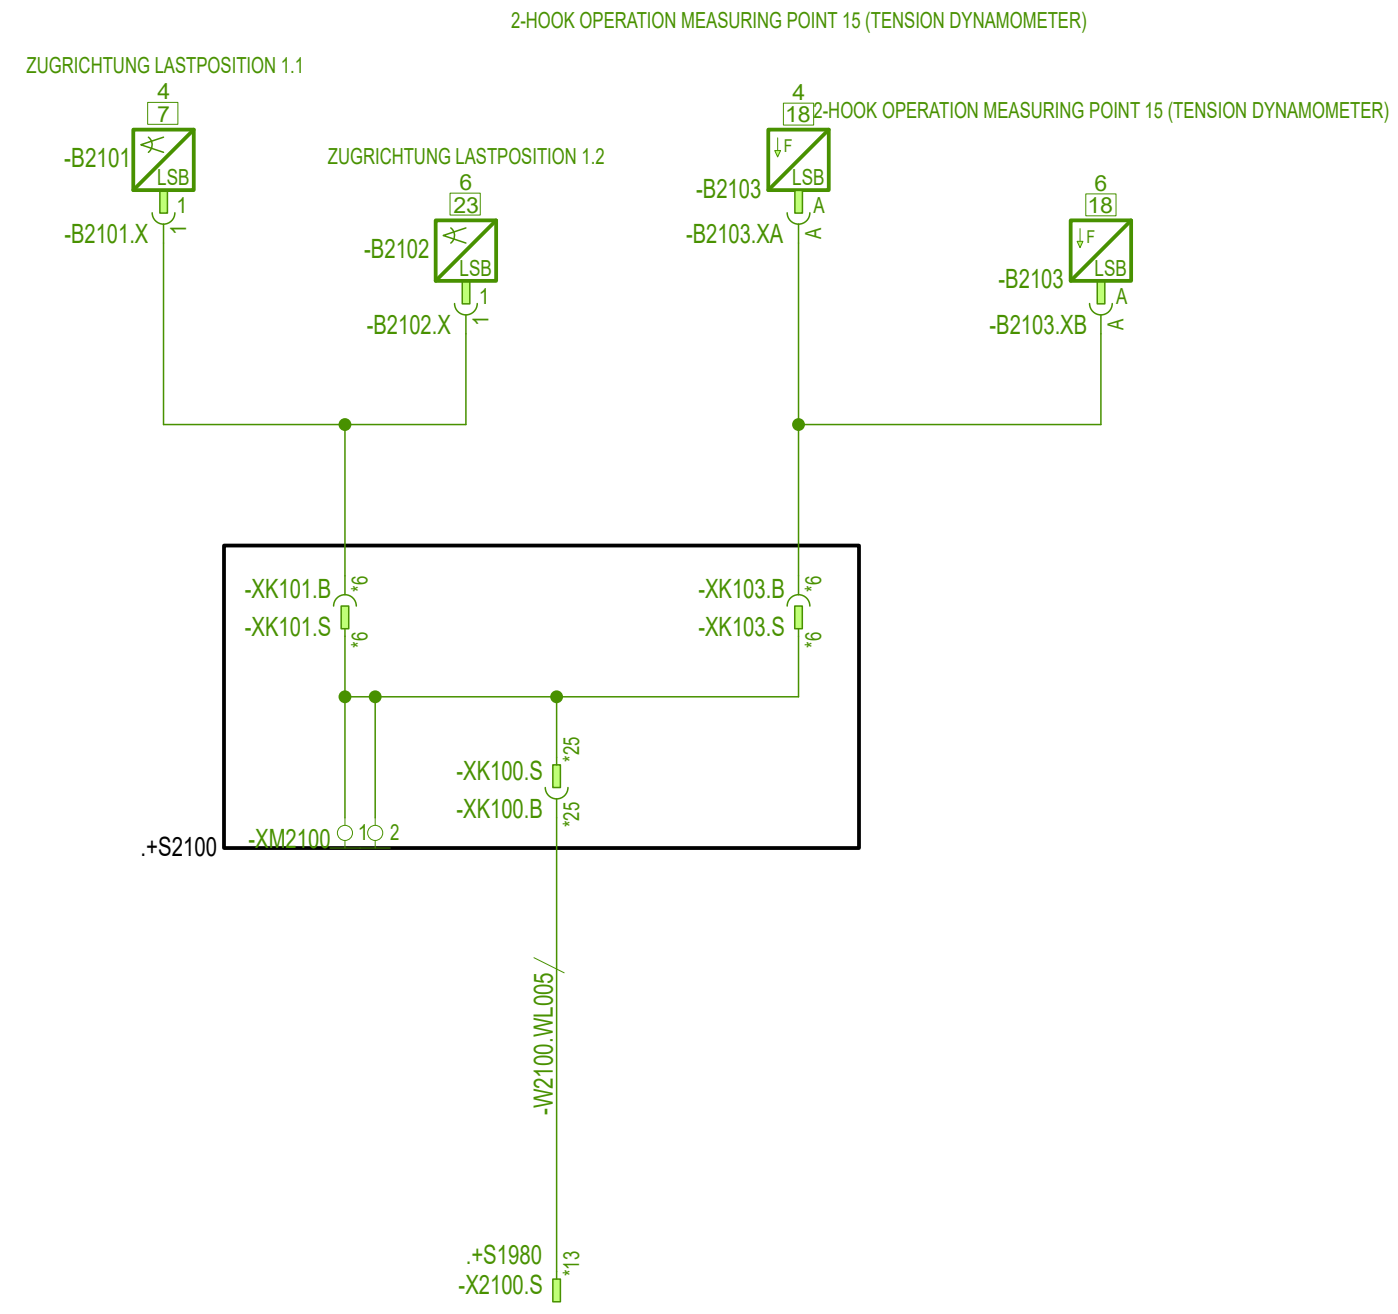 2-HOOK OPERATION MEASURING POINT 15 (TENSION DYNAMOMETER)
ZUGRICHTUNG LASTPOSITION 1.1
4
7
-B2101
LSB
1
-B2101.X
1
ZUGRICHTUNG LASTPOSITION 1.2
6
23
-B2102
LSB
1
-B2102.X
1
4
18
2-HOOK OPERATION MEASURING POINT 15 (TENSION DYNAMOMETER)
F
LSB
-B2103
A
-B2103.XA
A
6
18
F
LSB
-B2103
A
-B2103.XB
A
-XK101.B
*6
-XK101.S
*6
-XK103.B
*6
-XK103.S
*6
*25
-XK100.S
-XK100.B
*25
-XM2100
1
2
.+S2100
-W2100.WL005
.+S1980
*13
-X2100.S